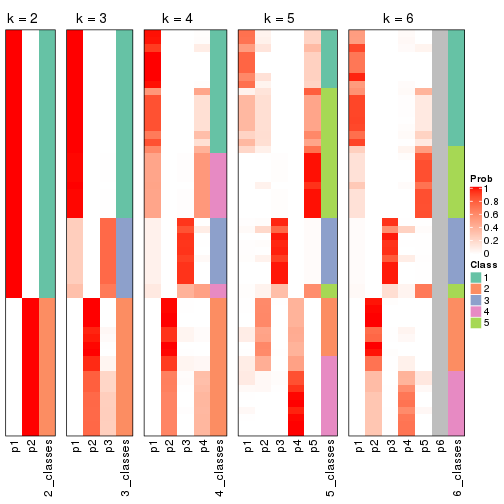 k = 2
k = 3
k = 4
k = 5
k = 6
Prob
1
0.8
0.6
0.4
0.2
0
Class
1
2
3
4
5
p1
p2
2_classes
p1
p2
p3
3_classes
p1
p2
p3
p4
4_classes
p1
p2
p3
p4
p5
5_classes
p1
p2
p3
p4
p5
p6
6_classes